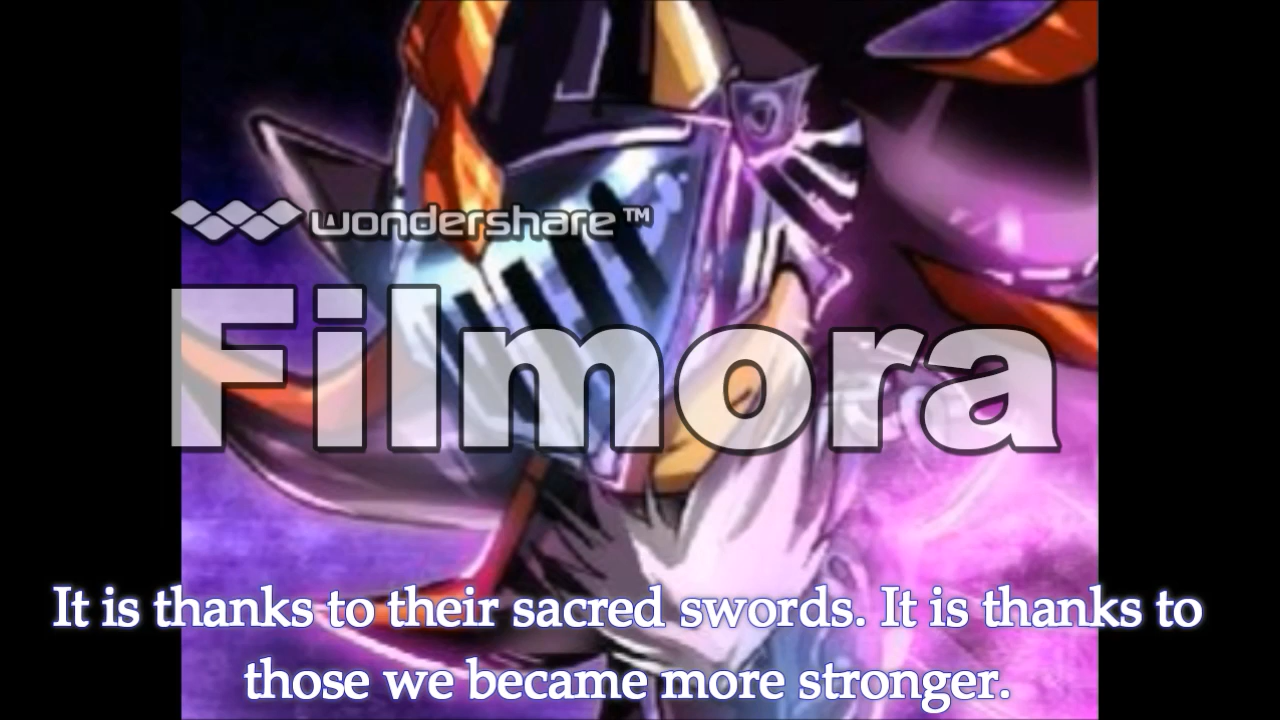 wondershare™
Filmora
It is thanks to their sacred swords. It is thanks to
those we became more stronger.